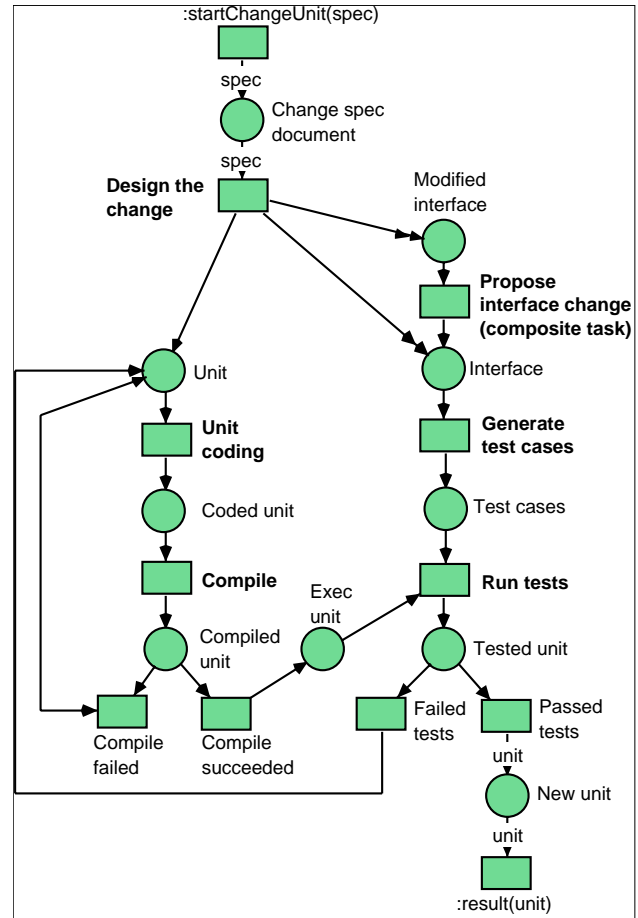 :startChangeUnit(spec)
spec
Change spec
document
spec
Design the
change
Modified
interface
Propose
interface change
(composite task)
Unit
Interface
Unit
coding
Generate
test cases
Coded unit
Test cases
Compile
Exec
unit
Run tests
Compiled
unit
Tested unit
Compile
failed
Compile
succeeded
Failed
tests
Passed
tests
unit
New unit
unit
:result(unit)